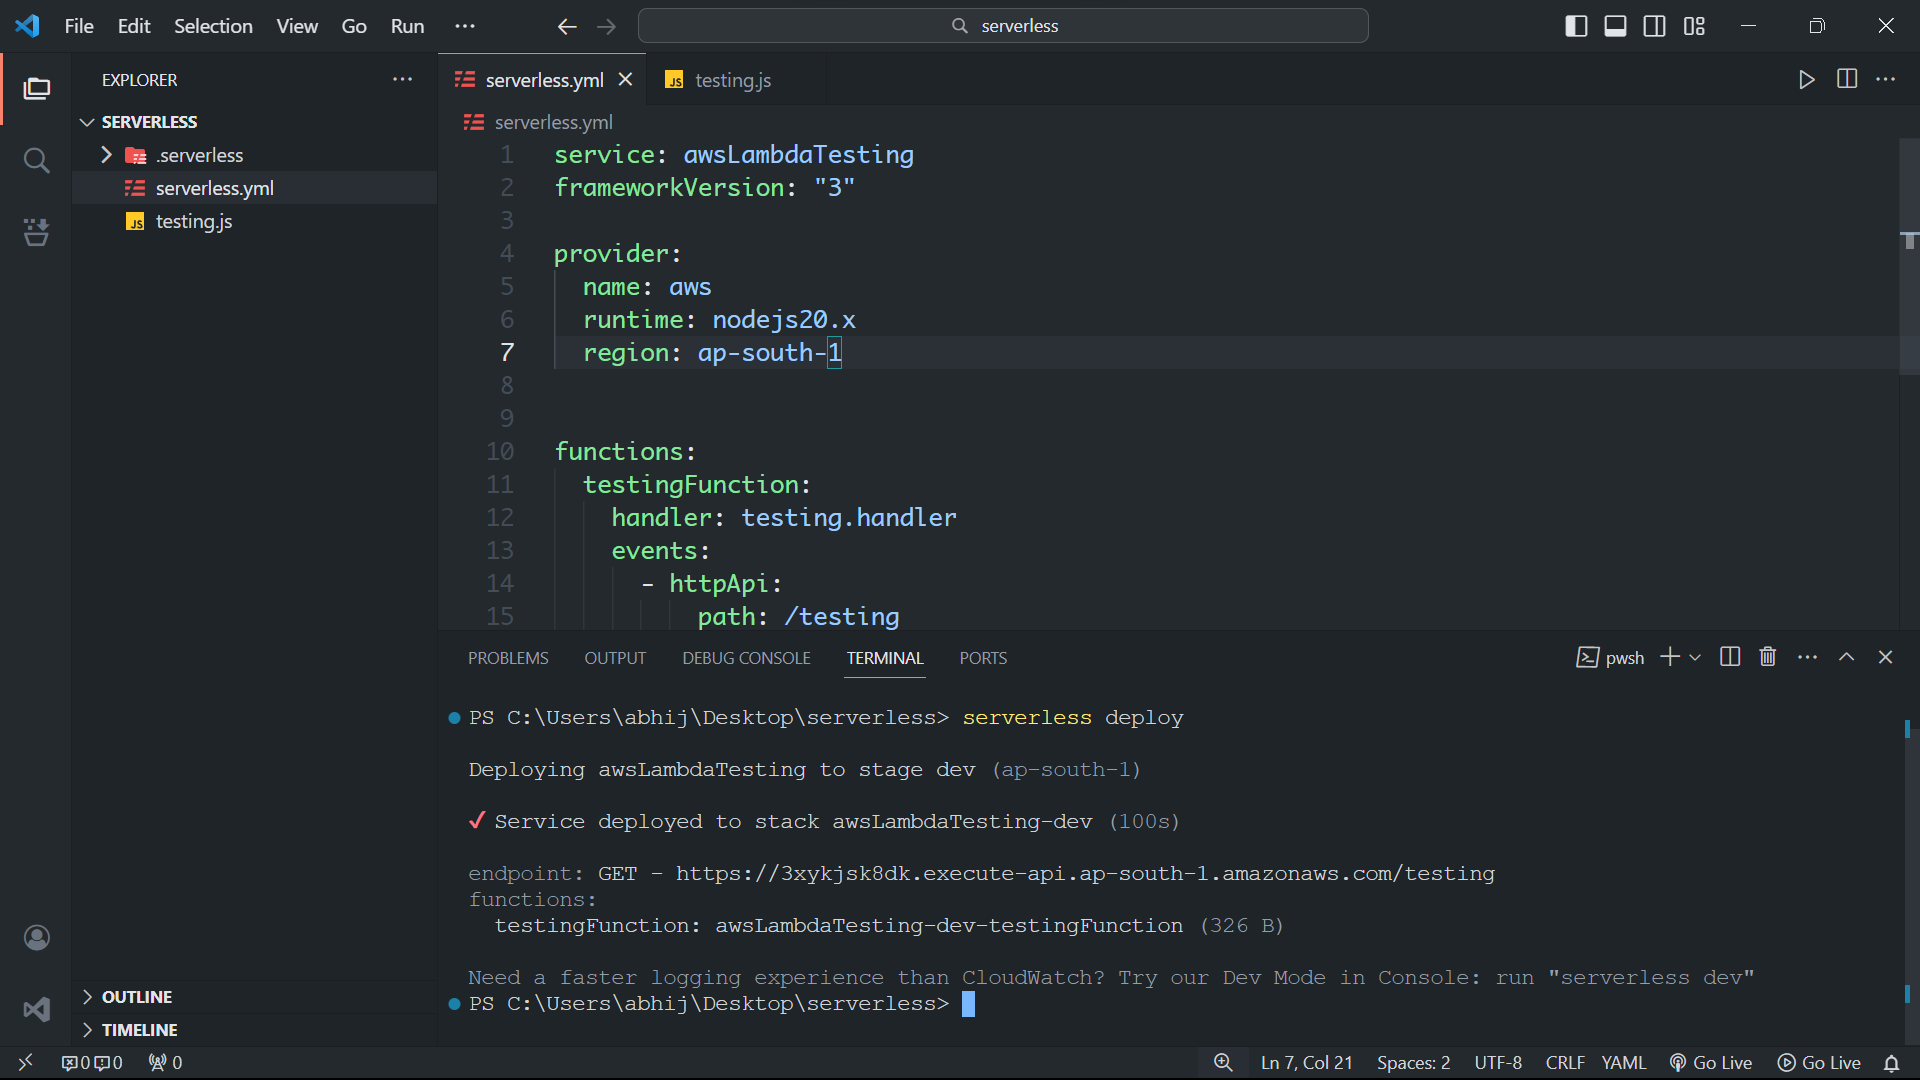 File Edit Selection View Go Run ··· serverless
EXPLORER ···
SERVERLESS
.serverless
serverless.yml
JS testing.js
OUTLINE
TIMELINE
serverless.yml JS testing.js ···
serverless.yml
1 service: awsLambdaTesting
2 frameworkVersion: "3"
3
4 provider:
5 name: aws
6 runtime: nodejs20.x
7 region: ap-south-1
8
9
10 functions:
11 testingFunction:
12 handler: testing.handler
13 events:
14 - httpApi:
15 path: /testing
PROBLEMS OUTPUT DEBUG CONSOLE TERMINAL PORTS pwsh ···
PS C:\Users\abhij\Desktop\serverless> serverless deploy
Deploying awsLambdaTesting to stage dev (ap-south-1)
✓ Service deployed to stack awsLambdaTesting-dev (100s)
endpoint: GET - https://3xykjsk8dk.execute-api.ap-south-1.amazonaws.com/testing
functions:
testingFunction: awsLambdaTesting-dev-testingFunction (326 B)
Need a faster logging experience than CloudWatch? Try our Dev Mode in Console: run "serverless dev"
PS C:\Users\abhij\Desktop\serverless>
0 0 0 Ln 7, Col 21 Spaces: 2 UTF-8 CRLF YAML Go Live Go Live